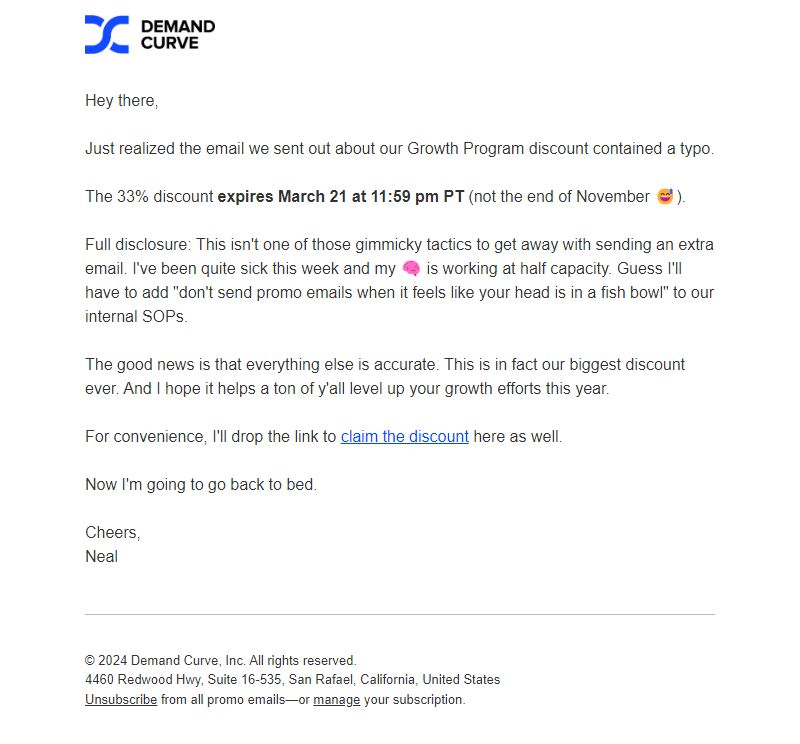 DEMAND
CURVE
Hey there,
Just realized the email we sent out about our Growth Program discount contained a typo.
The 33% discount expires March 21 at 11:59 pm PT (not the end of November 😅).
Full disclosure: This isn't one of those gimmicky tactics to get away with sending an extra
email. I've been quite sick this week and my 🧠 is working at half capacity. Guess I'll
have to add "don't send promo emails when it feels like your head is in a fish bowl" to our
internal SOPs.
The good news is that everything else is accurate. This is in fact our biggest discount
ever. And I hope it helps a ton of y'all level up your growth efforts this year.
For convenience, I'll drop the link to claim the discount here as well.
Now I'm going to go back to bed.
Cheers,
Neal
© 2024 Demand Curve, Inc. All rights reserved.
4460 Redwood Hwy, Suite 16-535, San Rafael, California, United States
Unsubscribe from all promo emails—or manage your subscription.